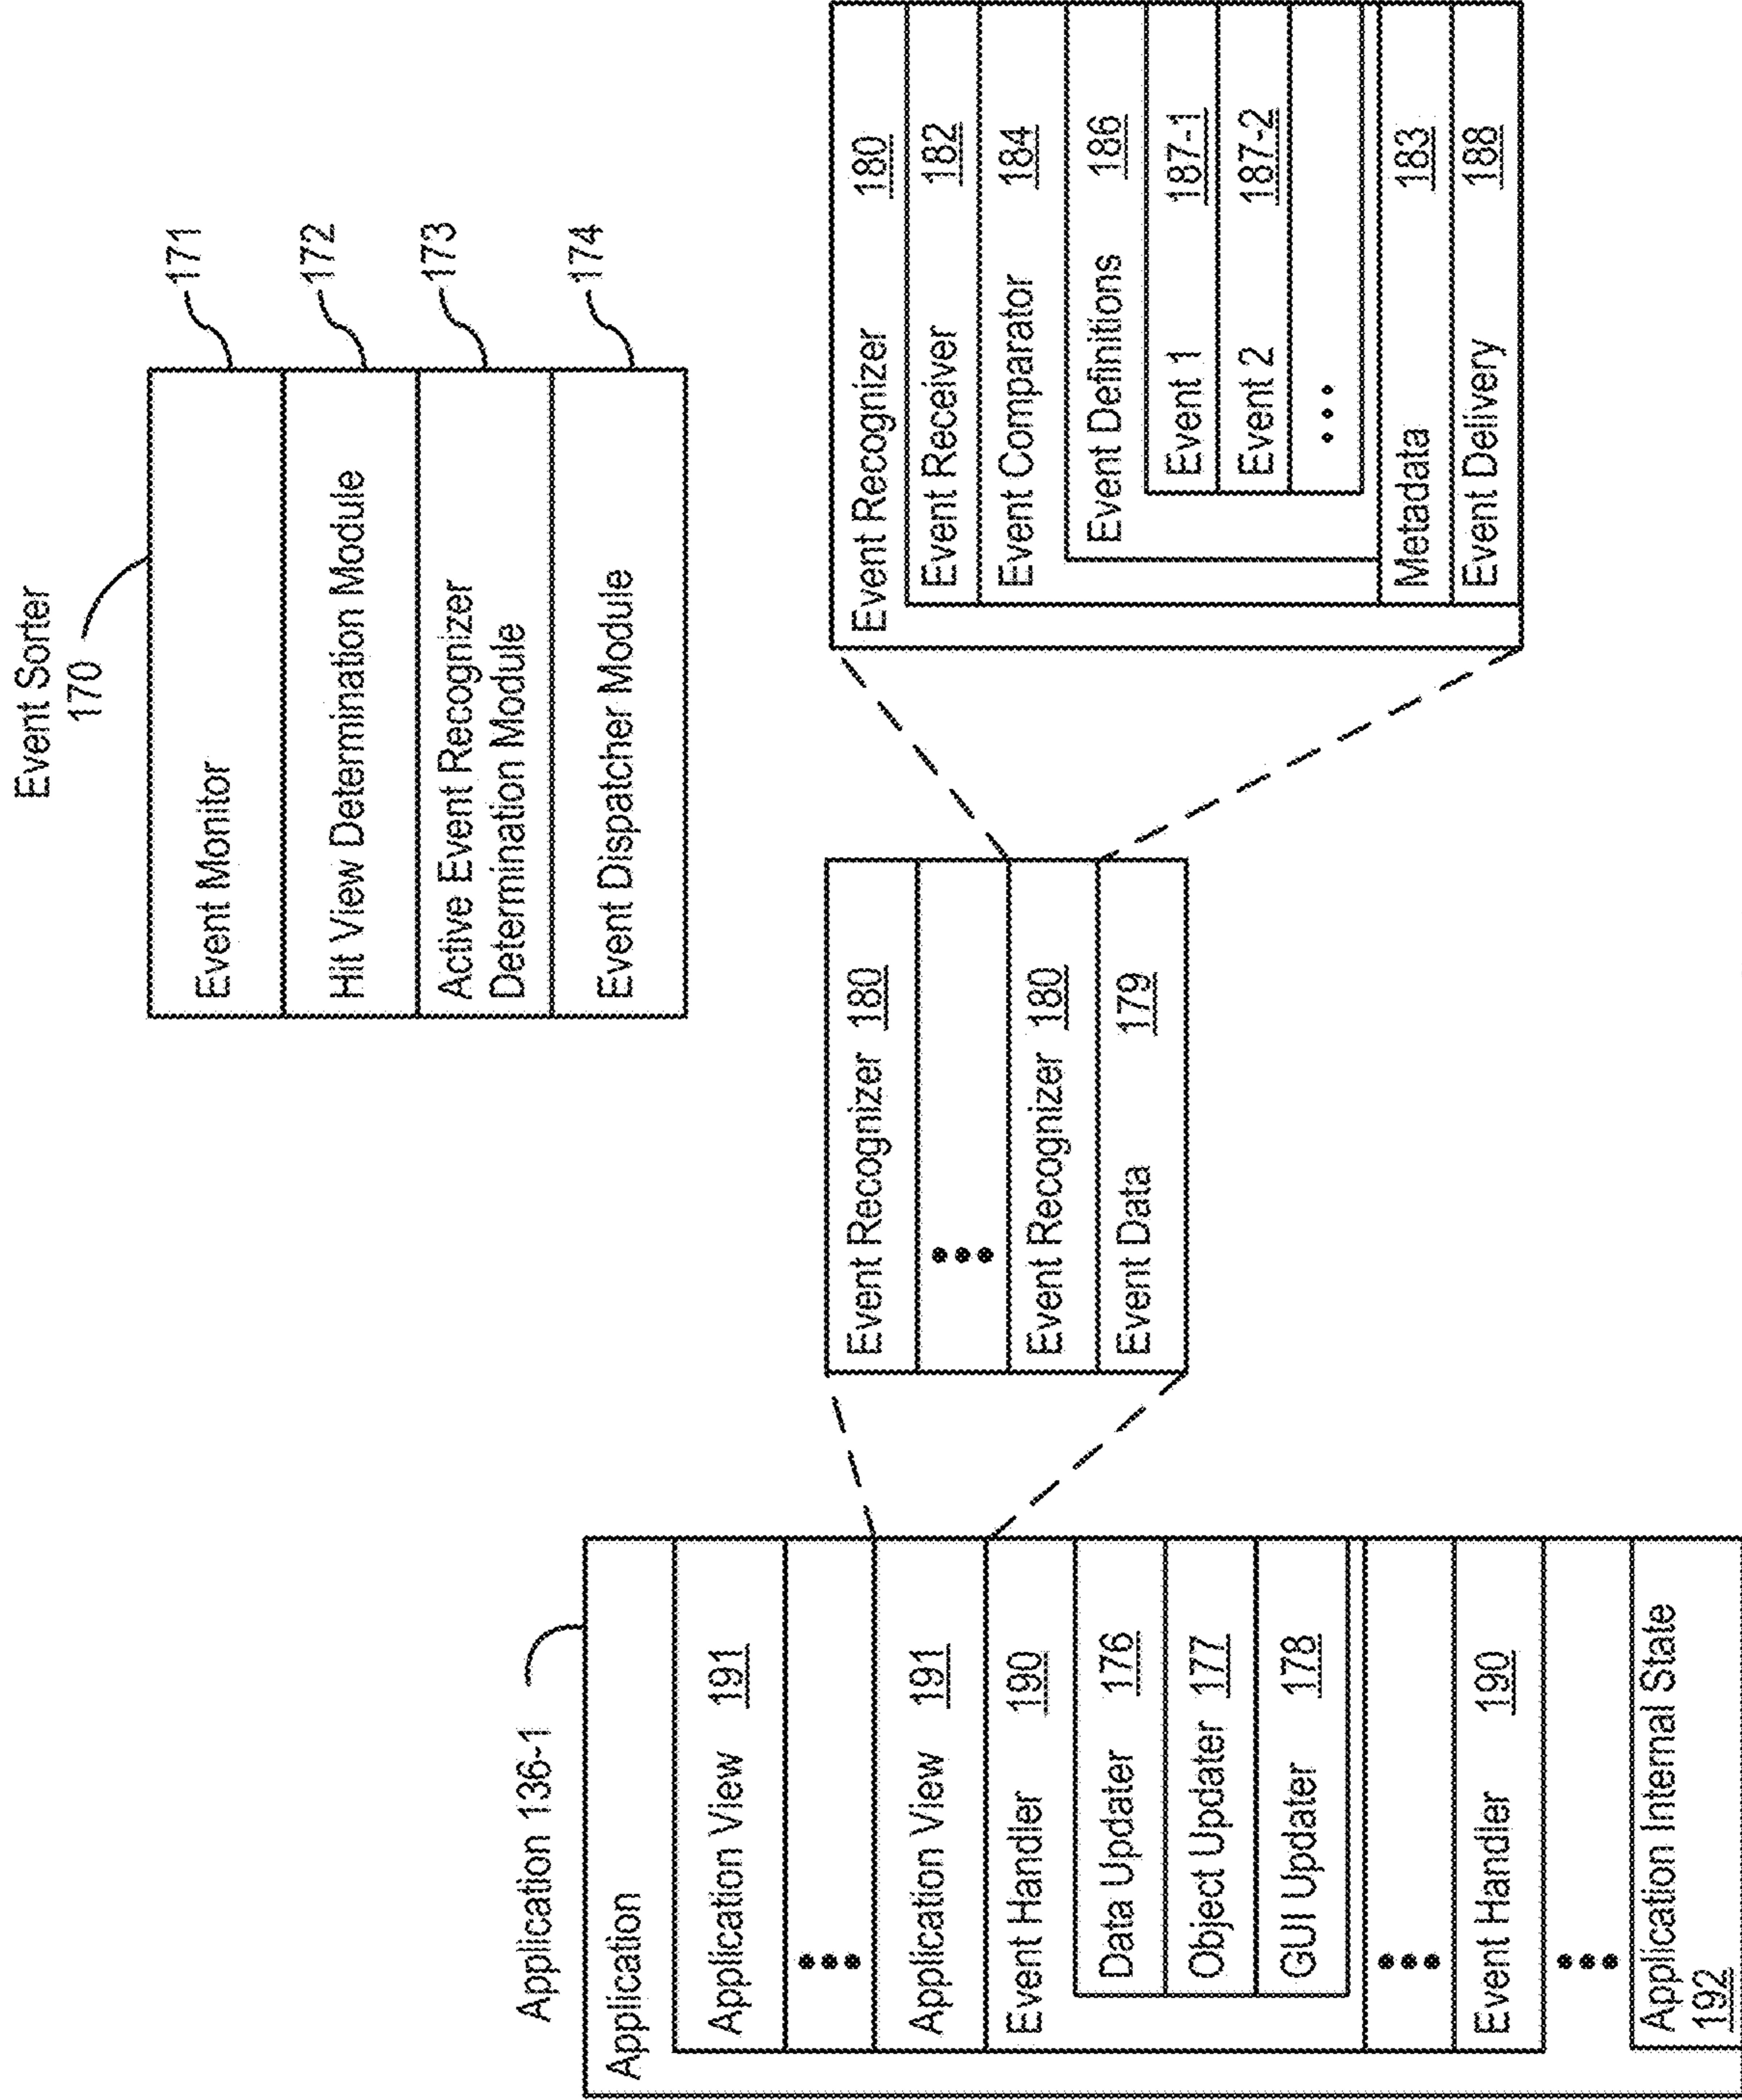 Event Sorter
170
Event Monitor
171
Hit View Determination Module
172
Active Event Recognizer
Determination Module
173
Event Dispatcher Module
174
Application 136-1
Application
Application View 191
Application View 191
Event Handler 190
Data Updater 176
Object Updater 177
GUI Updater 178
Event Handler 190
Application Internal State
192
Event Recognizer 180
Event Recognizer 180
Event Data 179
Event Recognizer 180
Event Receiver 182
Event Comparator 184
Event Definitions 186
Event 1 187-1
Event 2 187-2
Metadata 183
Event Delivery 188